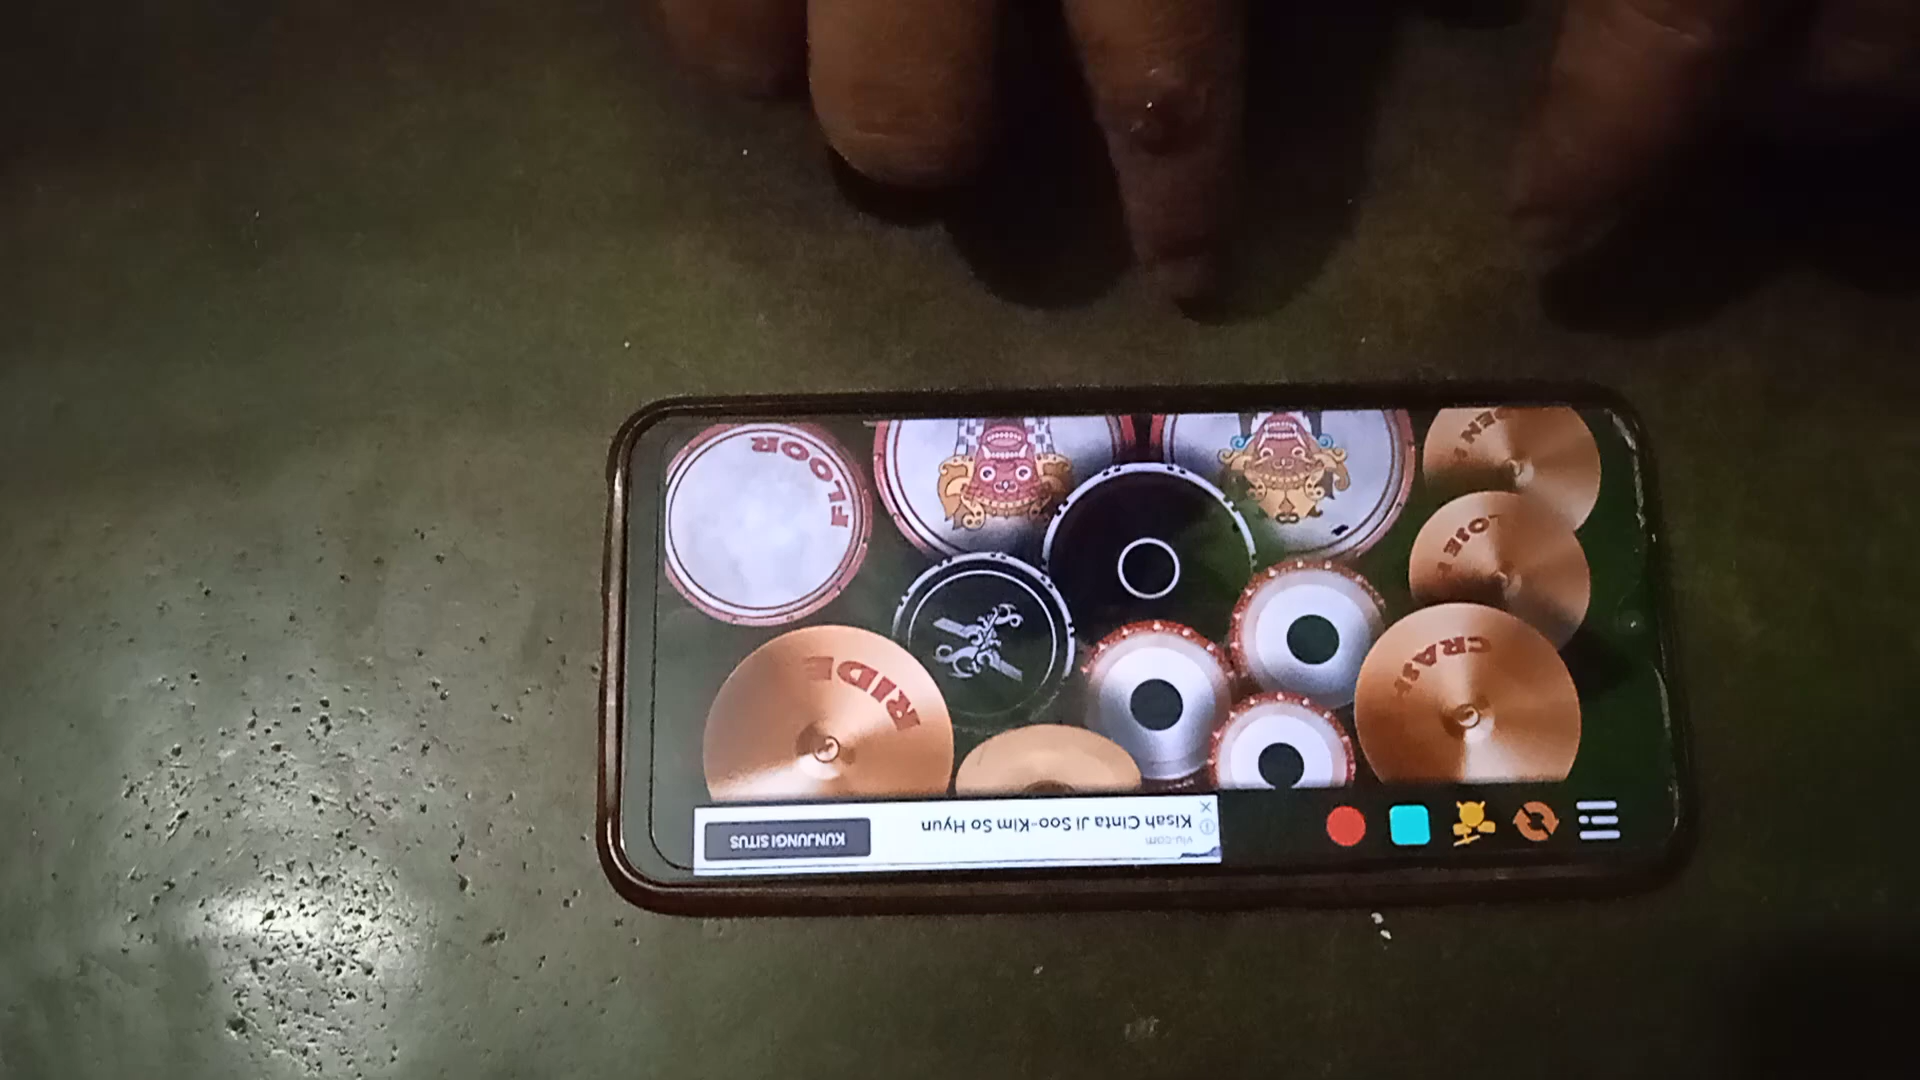 viu.com
Kisah Cinta Ji Soo-Kim So Hyun
KUNJUNGI SITUS
CRASH
RIDE
FLOOR